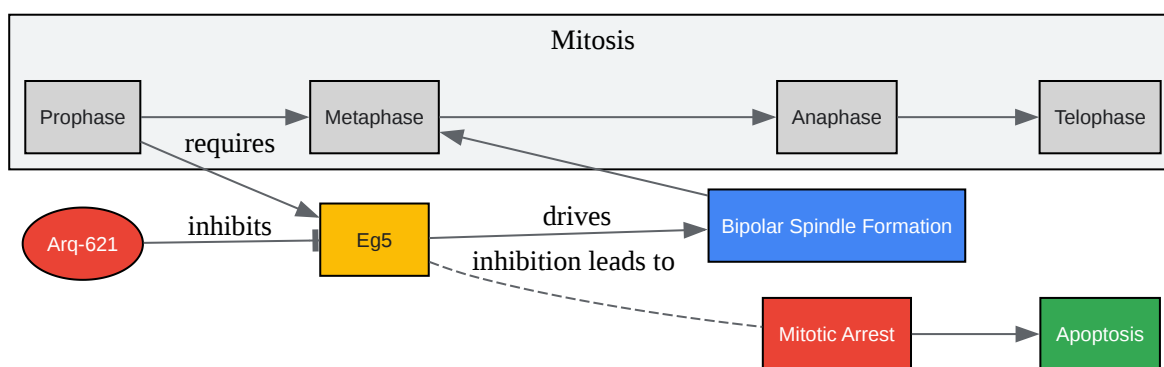 Mitosis
Prophase
Metaphase
Anaphase
Telophase
requires
Arq-621
inhibits
Eg5
drives
Bipolar Spindle Formation
inhibition leads to
Mitotic Arrest
Apoptosis